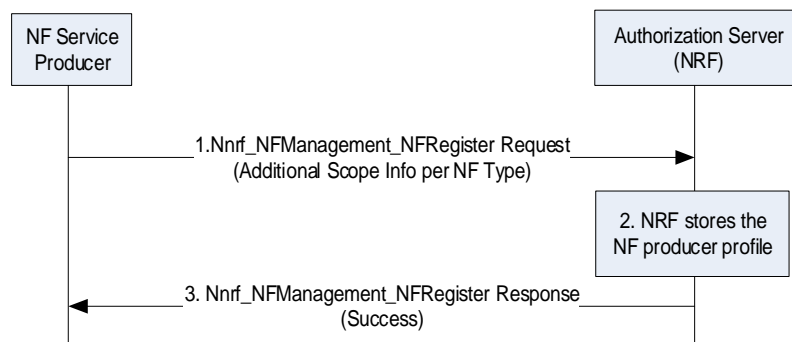 NF Service
Producer
Authorization Server
(NRF)
1.Nnrf_NFManagement_NFRegister Request
(Additional Scope Info per NF Type)
2. NRF stores the
NF producer profile
3. Nnrf_NFManagement_NFRegister Response
(Success)